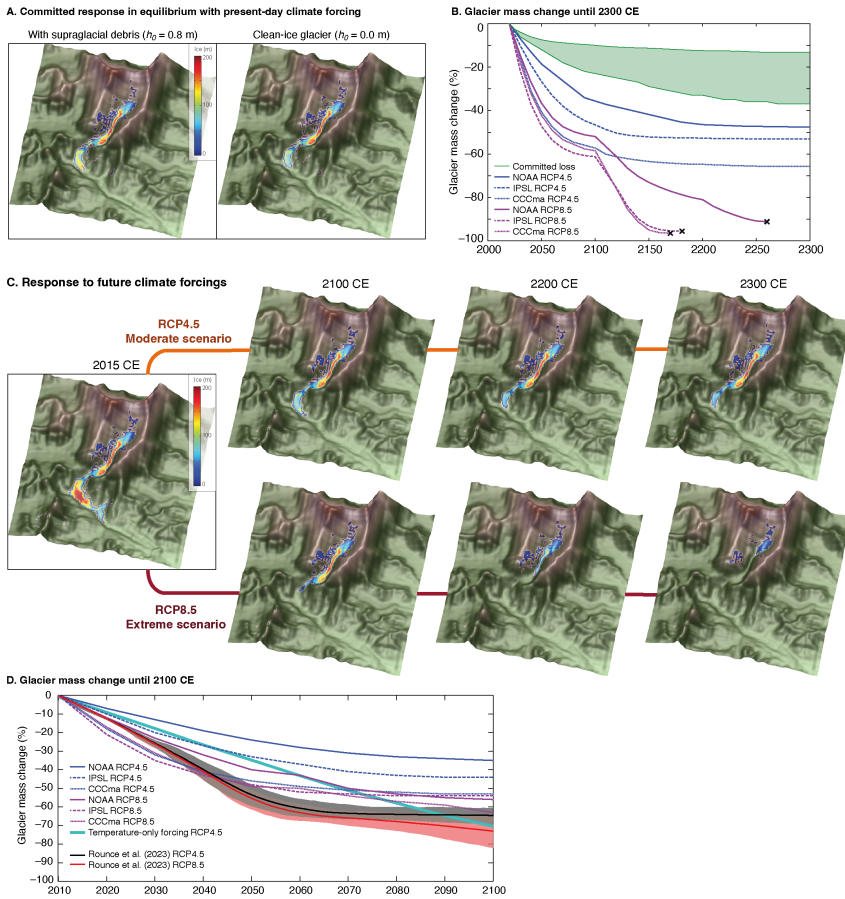 A. Committed response in equilibrium with present-day climate forcing
With supraglacial debris (h0 = 0.8 m)
Clean-ice glacier (h0 = 0.0 m)
Ice (m)
200
100
0
B. Glacier mass change until 2300 CE
Glacier mass change (%)
0
−20
−40
−60
−80
−100
2000
2050
2100
2150
2200
2250
2300
Committed loss
NOAA RCP4.5
IPSL RCP4.5
CCCma RCP4.5
NOAA RCP8.5
IPSL RCP8.5
CCCma RCP8.5
C. Response to future climate forcings
2100 CE
2200 CE
2300 CE
RCP4.5
Moderate scenario
2015 CE
Ice (m)
200
100
0
RCP8.5
Extreme scenario
D. Glacier mass change until 2100 CE
Glacier mass change (%)
0
−10
−20
−30
−40
−50
−60
−70
−80
−90
−100
2010
2020
2030
2040
2050
2060
2070
2080
2090
2100
NOAA RCP4.5
IPSL RCP4.5
CCCma RCP4.5
NOAA RCP8.5
IPSL RCP8.5
CCCma RCP8.5
Temperature-only forcing RCP4.5
Rounce et al. (2023) RCP4.5
Rounce et al. (2023) RCP8.5